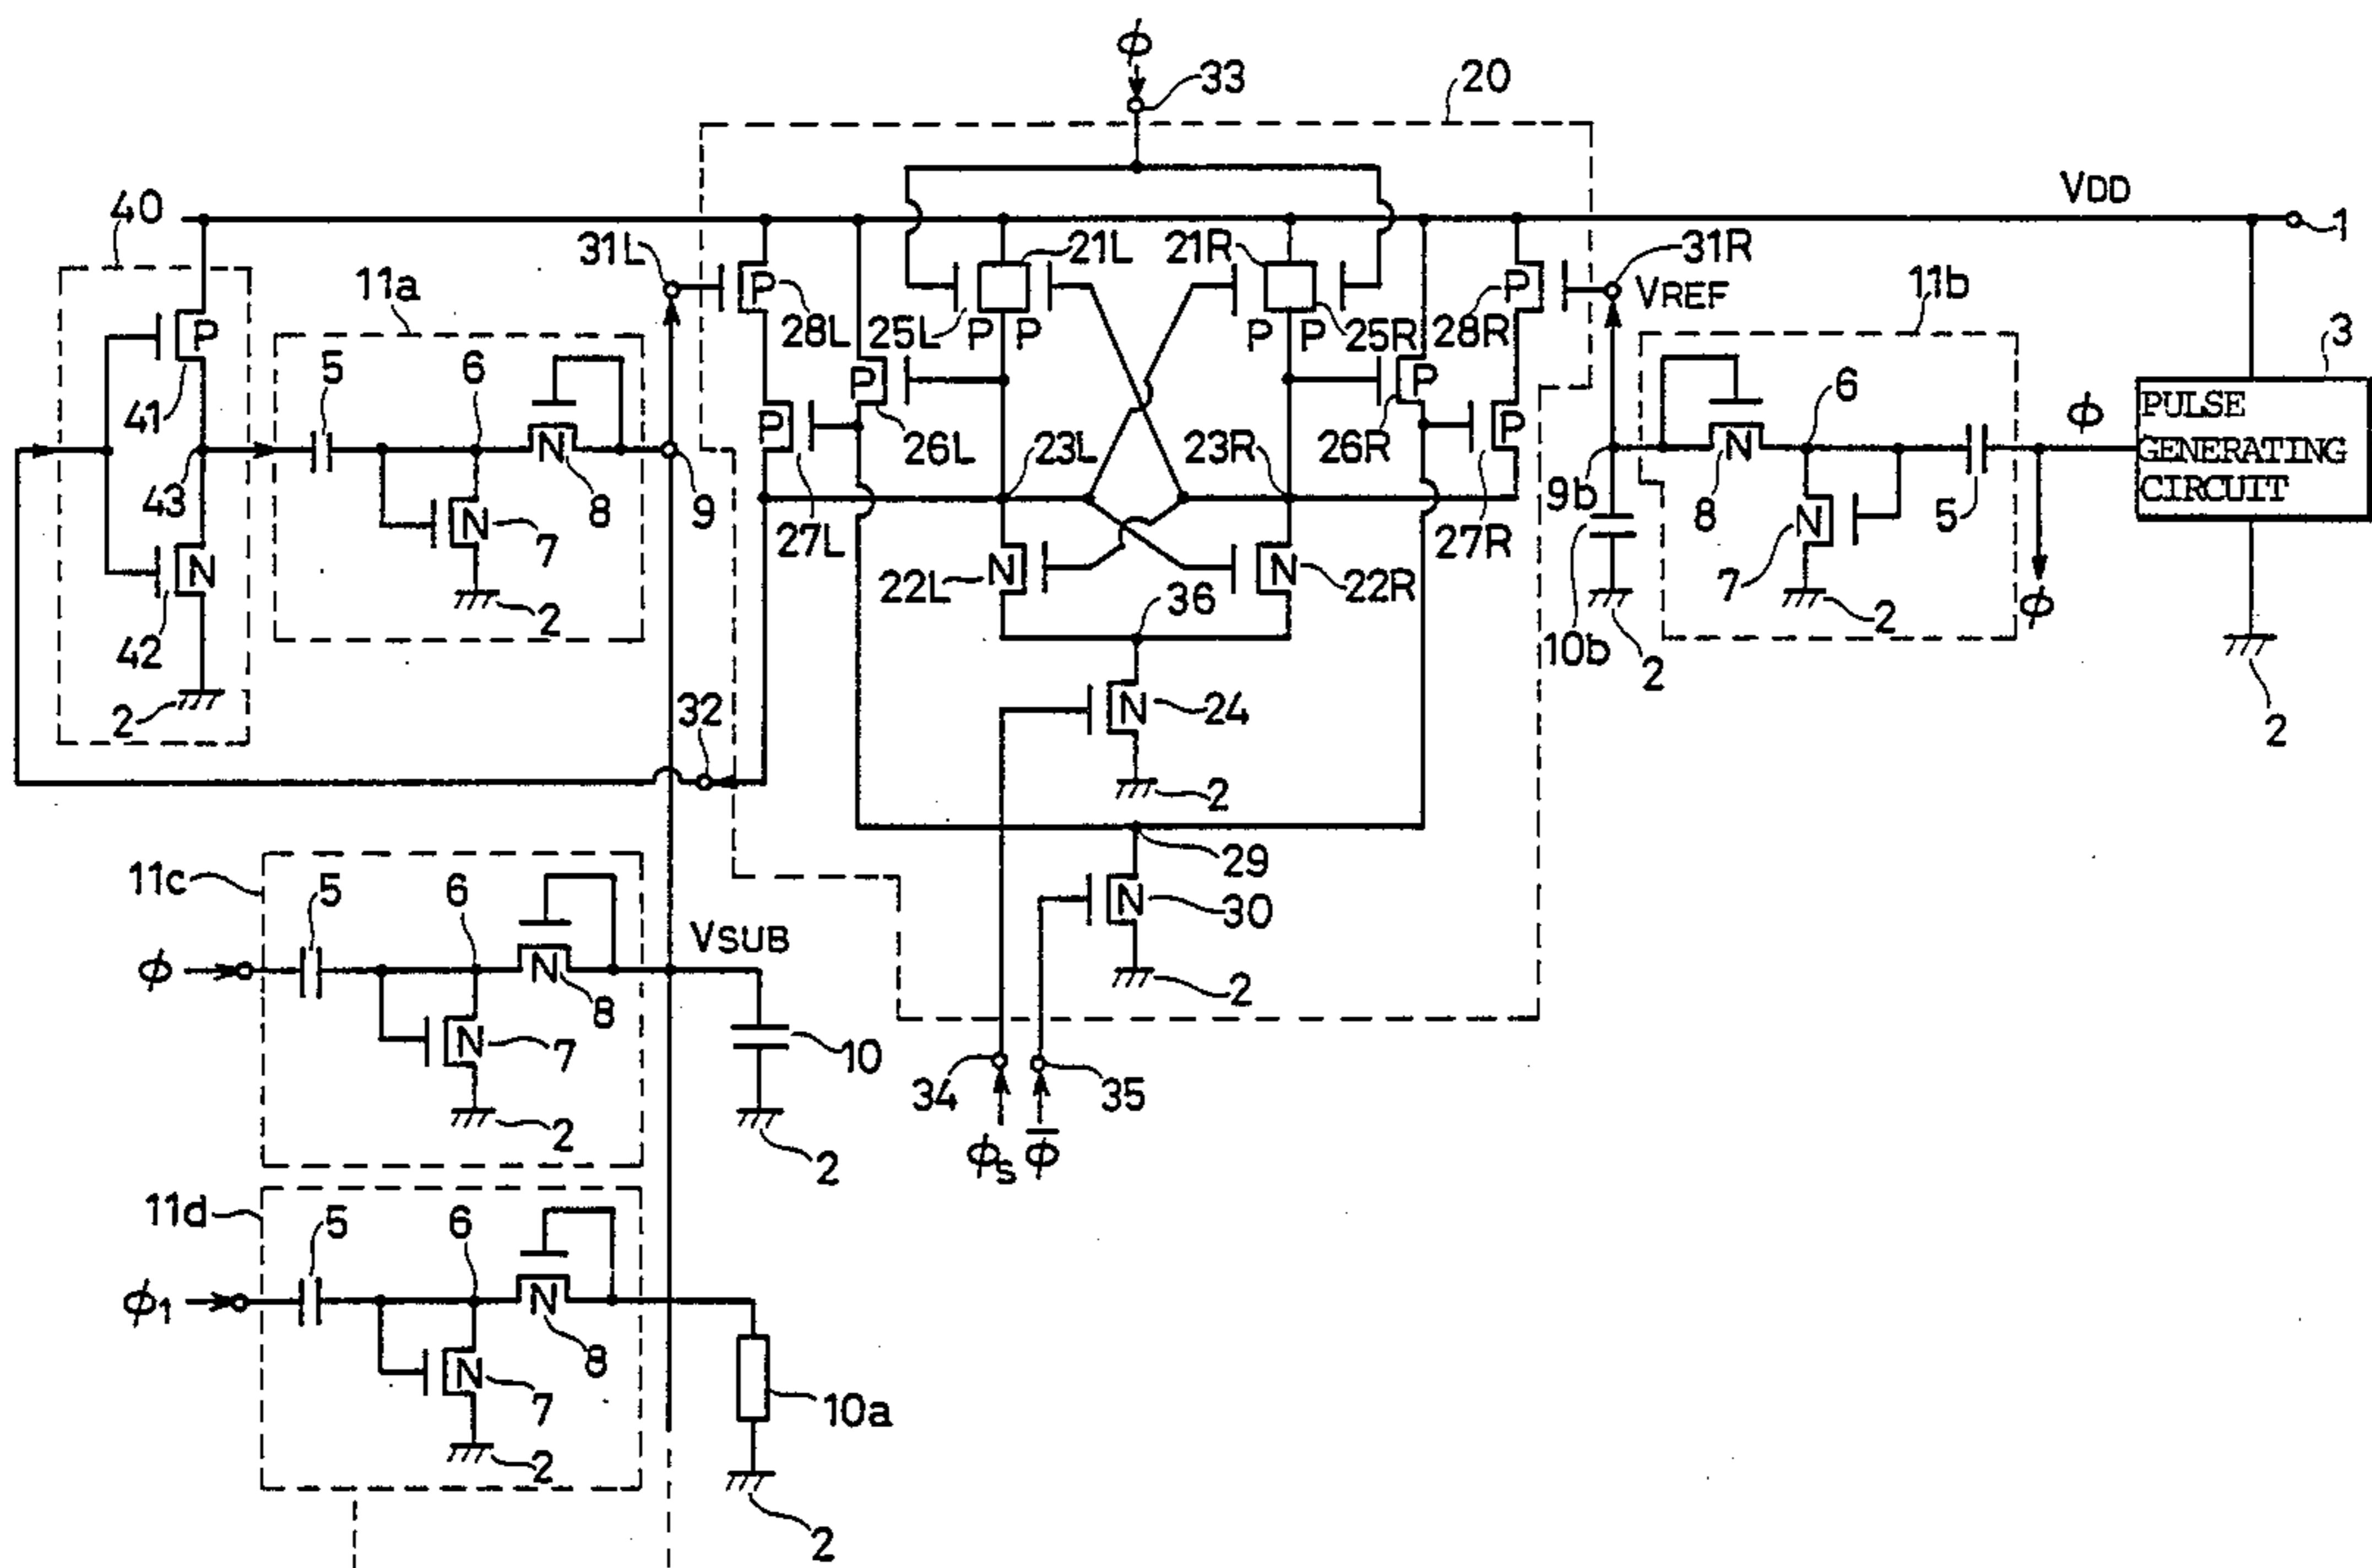 ϕ
33
20
VDD
1
40
31L
21L
21R
31R
11a
11b
P
28L
25L
P P
P P
25R
28R
P
VREF
3
P
5
6
P
P
6
ϕ
PULSE
GENERATING
CIRCUIT
41
P
26L
26R
P
N
8
9
23L
23R
9b
N
8
43
7
27L
27R
N
5
N
N
22L
N
N
22R
7
2
36
10b
2
2
ϕ
42
2
32
N
24
2
2
2
29
11c
5
6
N
30
VSUB
ϕ
N
8
2
N
7
10
34
35
2
2
ϕS
ϕ̅
11d
5
6
ϕ1
N
8
N
7
10a
2
2